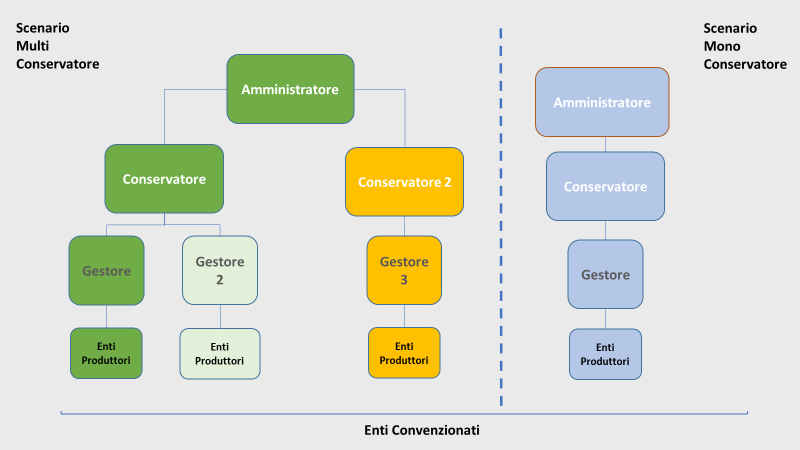 Scenario
Multi
Conservatore
Amministratore
Conservatore
Conservatore 2
Gestore
Gestore
2
Gestore
3
Enti
Produttori
Enti
Produttori
Enti
Produttori
Scenario
Mono
Conservatore
Amministratore
Conservatore
Gestore
Enti
Produttori
Enti Convenzionati